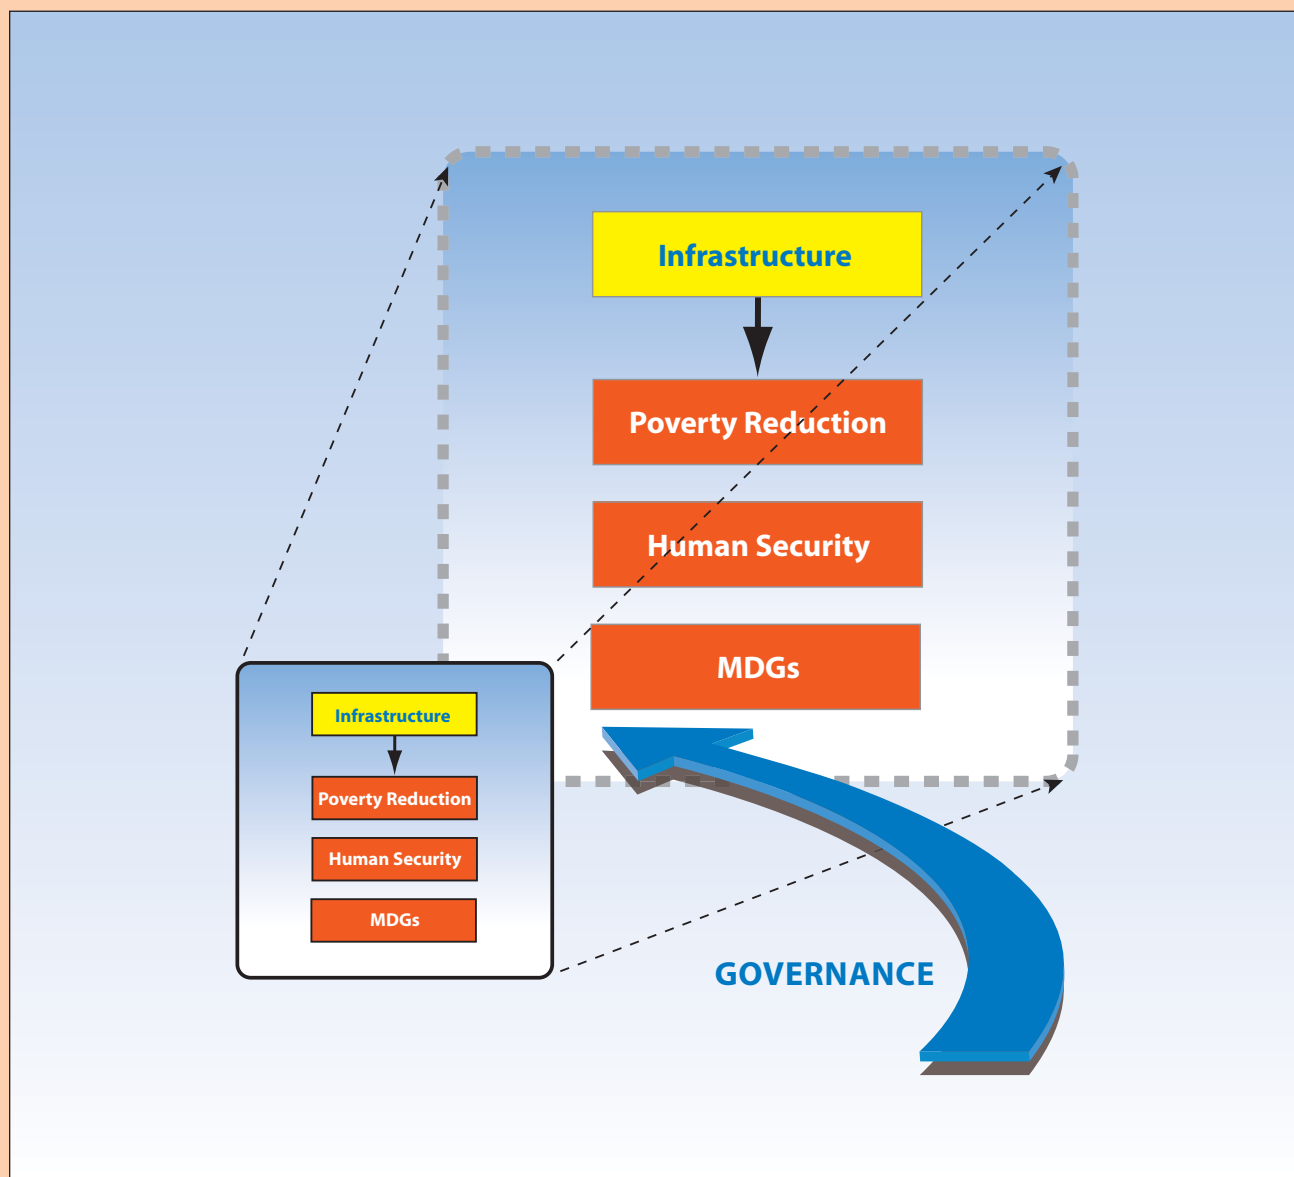 Infrastructure
Poverty Reduction
Human Security
MDGs
Infrastructure
Poverty Reduction
Human Security
MDGs
GOVERNANCE